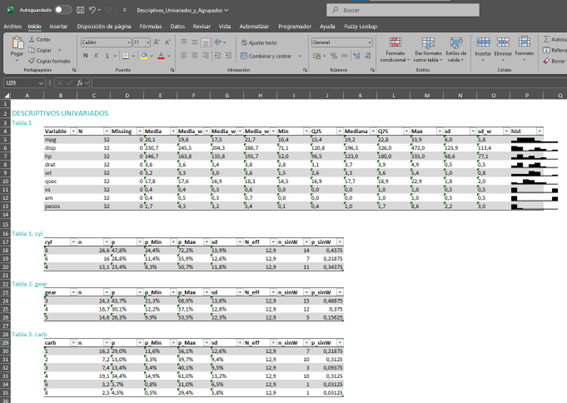 Autoguardado Descriptivos_Univariados_y_Agrupados Buscar
Archivo Inicio Insertar Disposición de página Fórmulas Datos Revisar Vista Automatizar Programador Ayuda Fuzzy Lookup
Pegar Cortar Copiar Copiar formato
Calibri 11
Ajustar texto
Combinar y centrar
General
Formato condicional Dar formato como tabla Estilos de celda Insertar Eliminar Formato
Portapapeles Fuente Alineación Número Estilos Celdas
U29
A B C D E F G H I J K L M N O P Q
DESCRIPTIVOS UNIVARIADOS
Tabla 1
Variable N Missing Media Media_w Media_w Media_w Min Q25 Mediana Q75 Max sd sd_w hist
mpg 32 0 20,1 19,6 17,5 21,7 10,4 15,4 19,2 22,8 33,9 6,0 5,8
disp 32 0 230,7 245,5 204,3 286,7 71,1 120,8 196,3 326,0 472,0 123,9 113,4
hp 32 0 146,7 163,8 135,8 191,7 52,0 96,5 123,0 180,0 335,0 68,6 77,1
drat 32 0 3,6 3,6 3,4 3,8 2,8 3,1 3,7 3,9 4,9 0,5 0,5
wt 32 0 3,2 3,3 3,0 3,6 1,5 2,6 3,3 3,6 5,4 1,0 0,8
qsec 32 0 17,8 17,6 16,9 18,3 14,5 16,9 17,7 18,9 22,9 1,8 2,0
vs 32 0 0,4 0,4 0,3 0,6 0,0 0,0 0,0 1,0 1,0 0,5 0,5
am 32 0 0,4 0,5 0,3 0,7 0,0 0,0 0,0 1,0 1,0 0,5 0,5
pesos 32 0 1,7 4,3 3,4 0,1 0,4 1,0 1,7 8,6 2,2 3,0
Tabla 1. cyl
cyl n p p_Min p_Max sd N_eff n_sinW p_sinW
8 26,6 47,8% 24,4% 72,2% 13,9% 12,9 14 0,4375
6 16 28,8% 11,4% 55,9% 12,6% 12,9 7 0,21875
4 13,1 23,4% 8,3% 50,7% 11,8% 12,9 11 0,34375
Tabla 2. gear
gear n p p_Min p_Max sd N_eff n_sinW p_sinW
3 24,3 43,7% 21,3% 68,9% 13,8% 12,9 15 0,46875
4 16,7 30,1% 12,2% 57,1% 12,8% 12,9 12 0,375
5 14,6 26,3% 9,9% 53,5% 12,3% 12,9 5 0,15625
Tabla 3. carb
carb n p p_Min p_Max sd N_eff n_sinW p_sinW
1 16,2 29,0% 11,6% 56,1% 12,6% 12,9 7 0,21875
2 7,2 13,0% 3,3% 39,7% 9,4% 12,9 10 0,3125
3 7,4 13,4% 3,4% 40,1% 9,5% 12,9 3 0,09375
4 19,1 34,4% 14,9% 61,0% 13,2% 12,9 10 0,3125
6 3,2 5,7% 0,8% 31,0% 6,5% 12,9 1 0,03125
8 2,5 4,5% 0,5% 29,4% 5,8% 12,9 1 0,03125